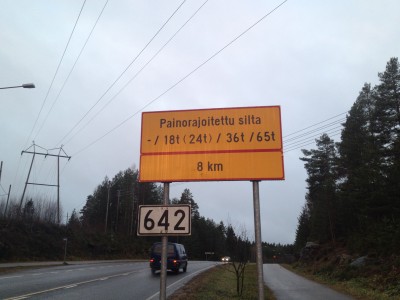 Painorajoitettu silta
- / 18t (24t) / 36t / 65t
8 km
642